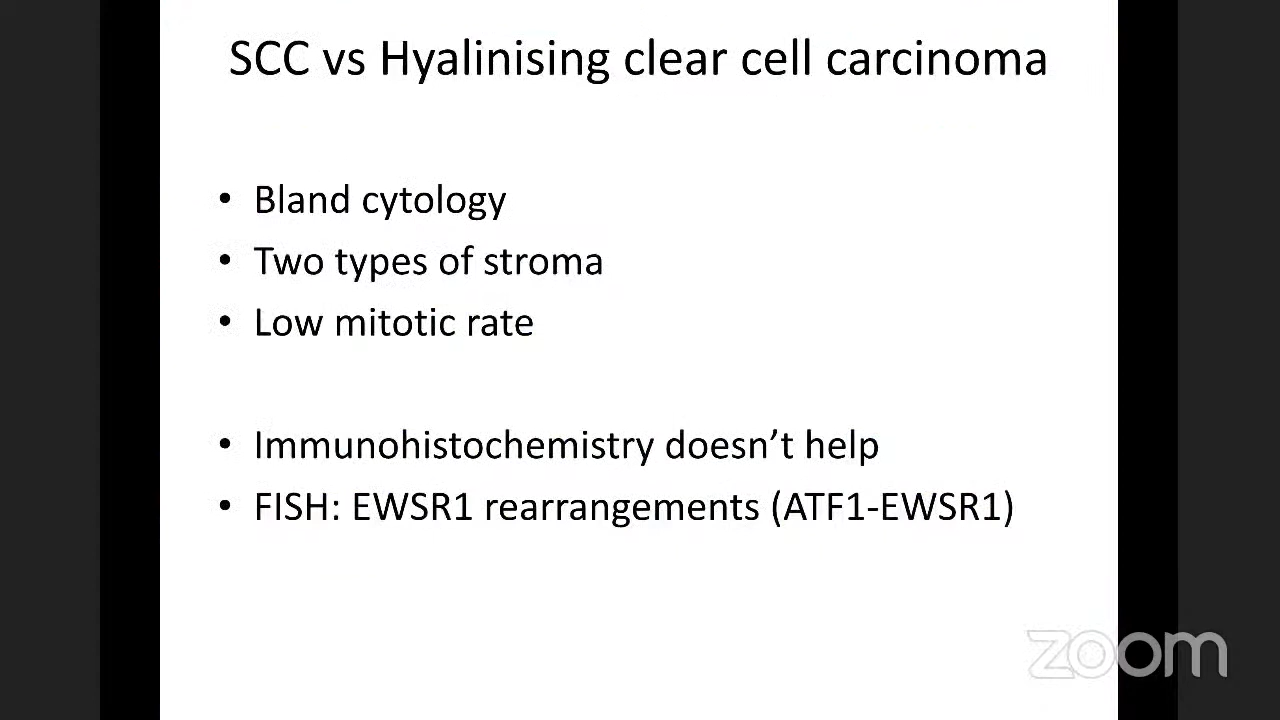 SCC vs Hyalinising clear cell carcinoma
• Bland cytology
• Two types of stroma
• Low mitotic rate
• Immunohistochemistry doesn’t help
• FISH: EWSR1 rearrangements (ATF1-EWSR1)
zoom